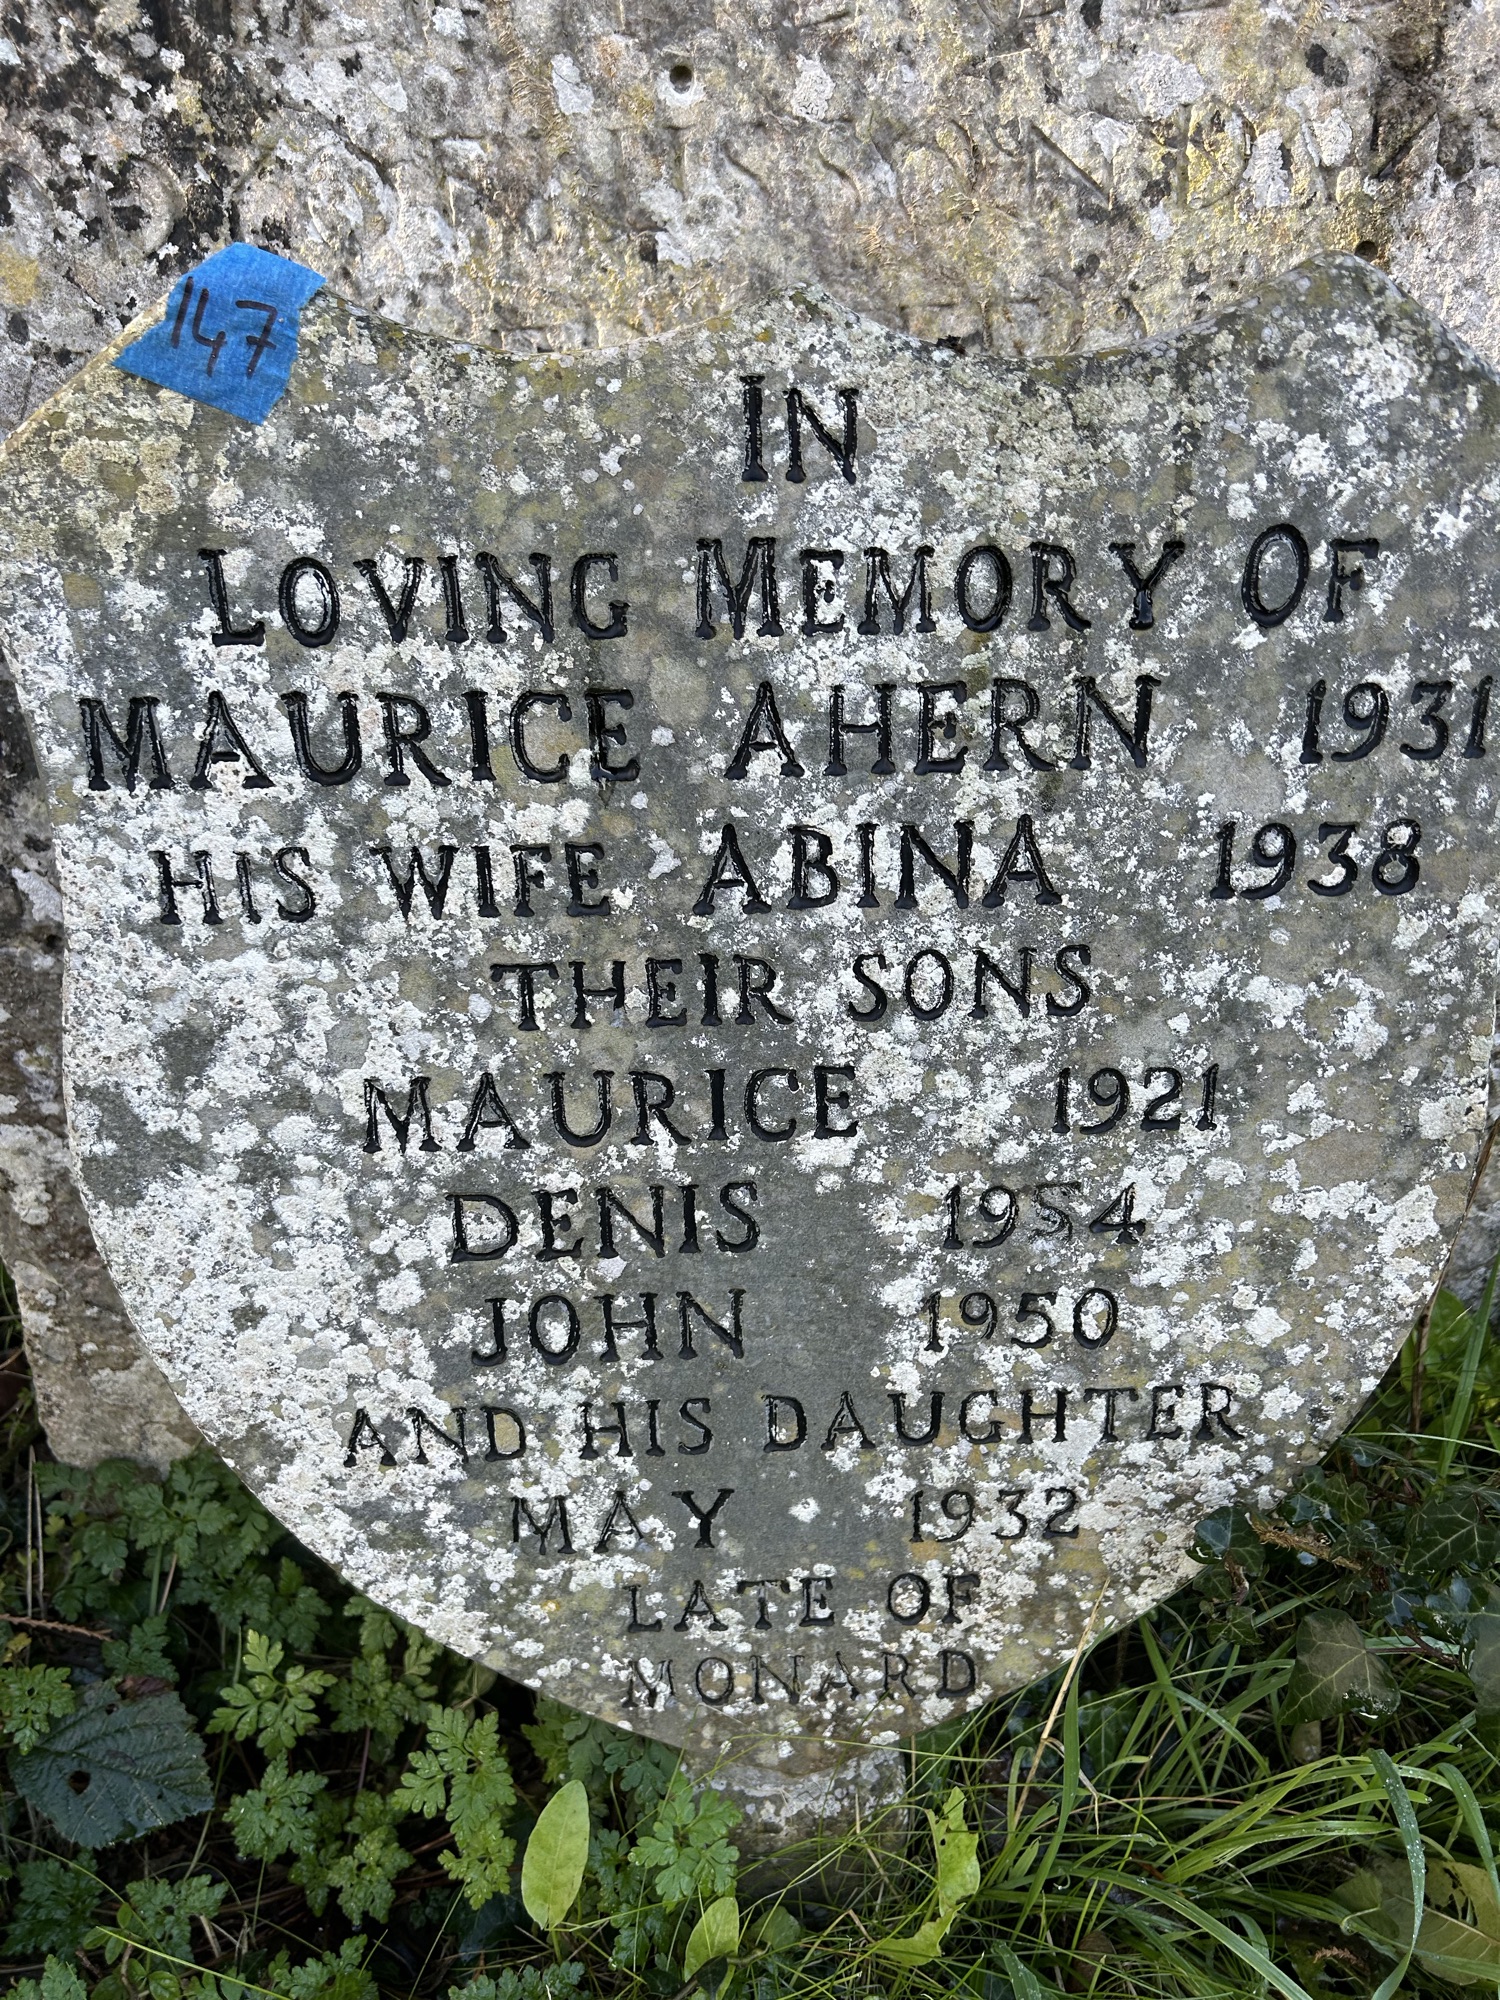 147
IN
LOVING MEMORY OF
MAURICE AHERN 1931
HIS WIFE ABINA 1938
THEIR SONS
MAURICE 1921
DENIS 1954
JOHN 1950
AND HIS DAUGHTER
MAY 1932
LATE OF
MONARD